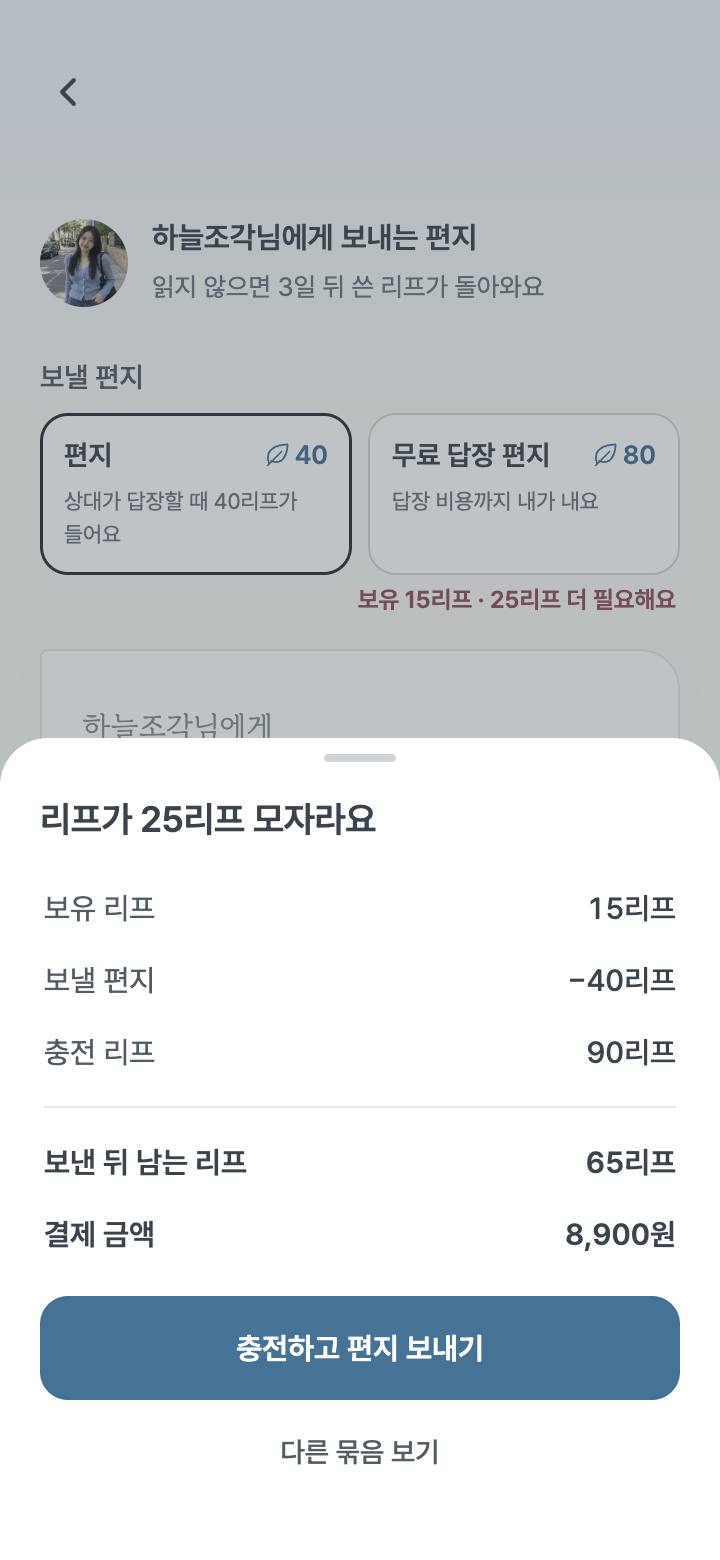 하늘조각님에게 보내는 편지
읽지 않으면 3일 뒤 쓴 리프가 돌아와요
보낼 편지
편지 40
상대가 답장할 때 40리프가
들어요
무료 답장 편지 80
답장 비용까지 내가 내요
보유 15리프 · 25리프 더 필요해요
하늘조각님에게
리프가 25리프 모자라요
보유 리프 15리프
보낼 편지 −40리프
충전 리프 90리프
보낸 뒤 남는 리프 65리프
결제 금액 8,900원
충전하고 편지 보내기
다른 묶음 보기